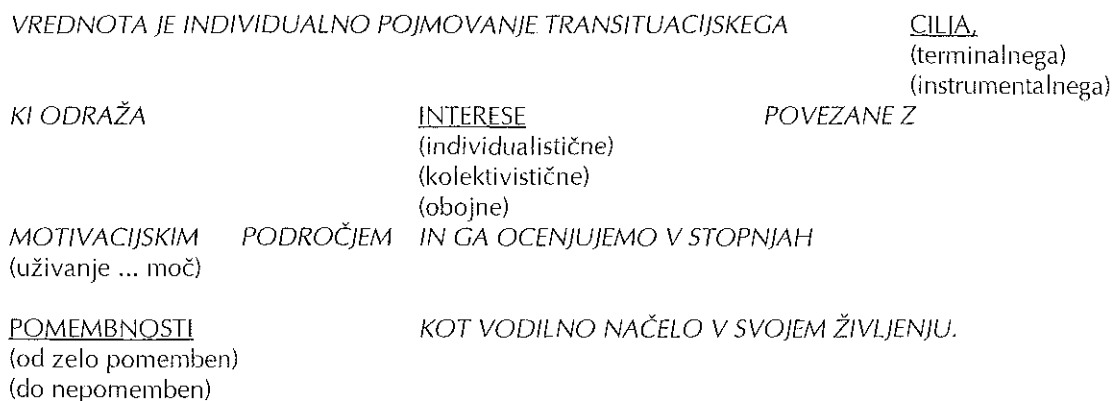 VREDNOTA JE INDIVIDUALNO POJMOVANJE TRANSITUACIJSKEGA CILJA,
(terminalnega)
(instrumentalnega)
KI ODRAŽA INTERESE POVEZANE Z
(individualistične)
(kolektivistične)
(obojne)
MOTIVACIJSKIM PODROČJEM IN GA OCENJUJEMO V STOPNJAH
(uživanje ... moč)
POMEMBNOSTI KOT VODILNO NAČELO V SVOJEM ŽIVLJENJU.
(od zelo pomemben)
(do nepomemben)